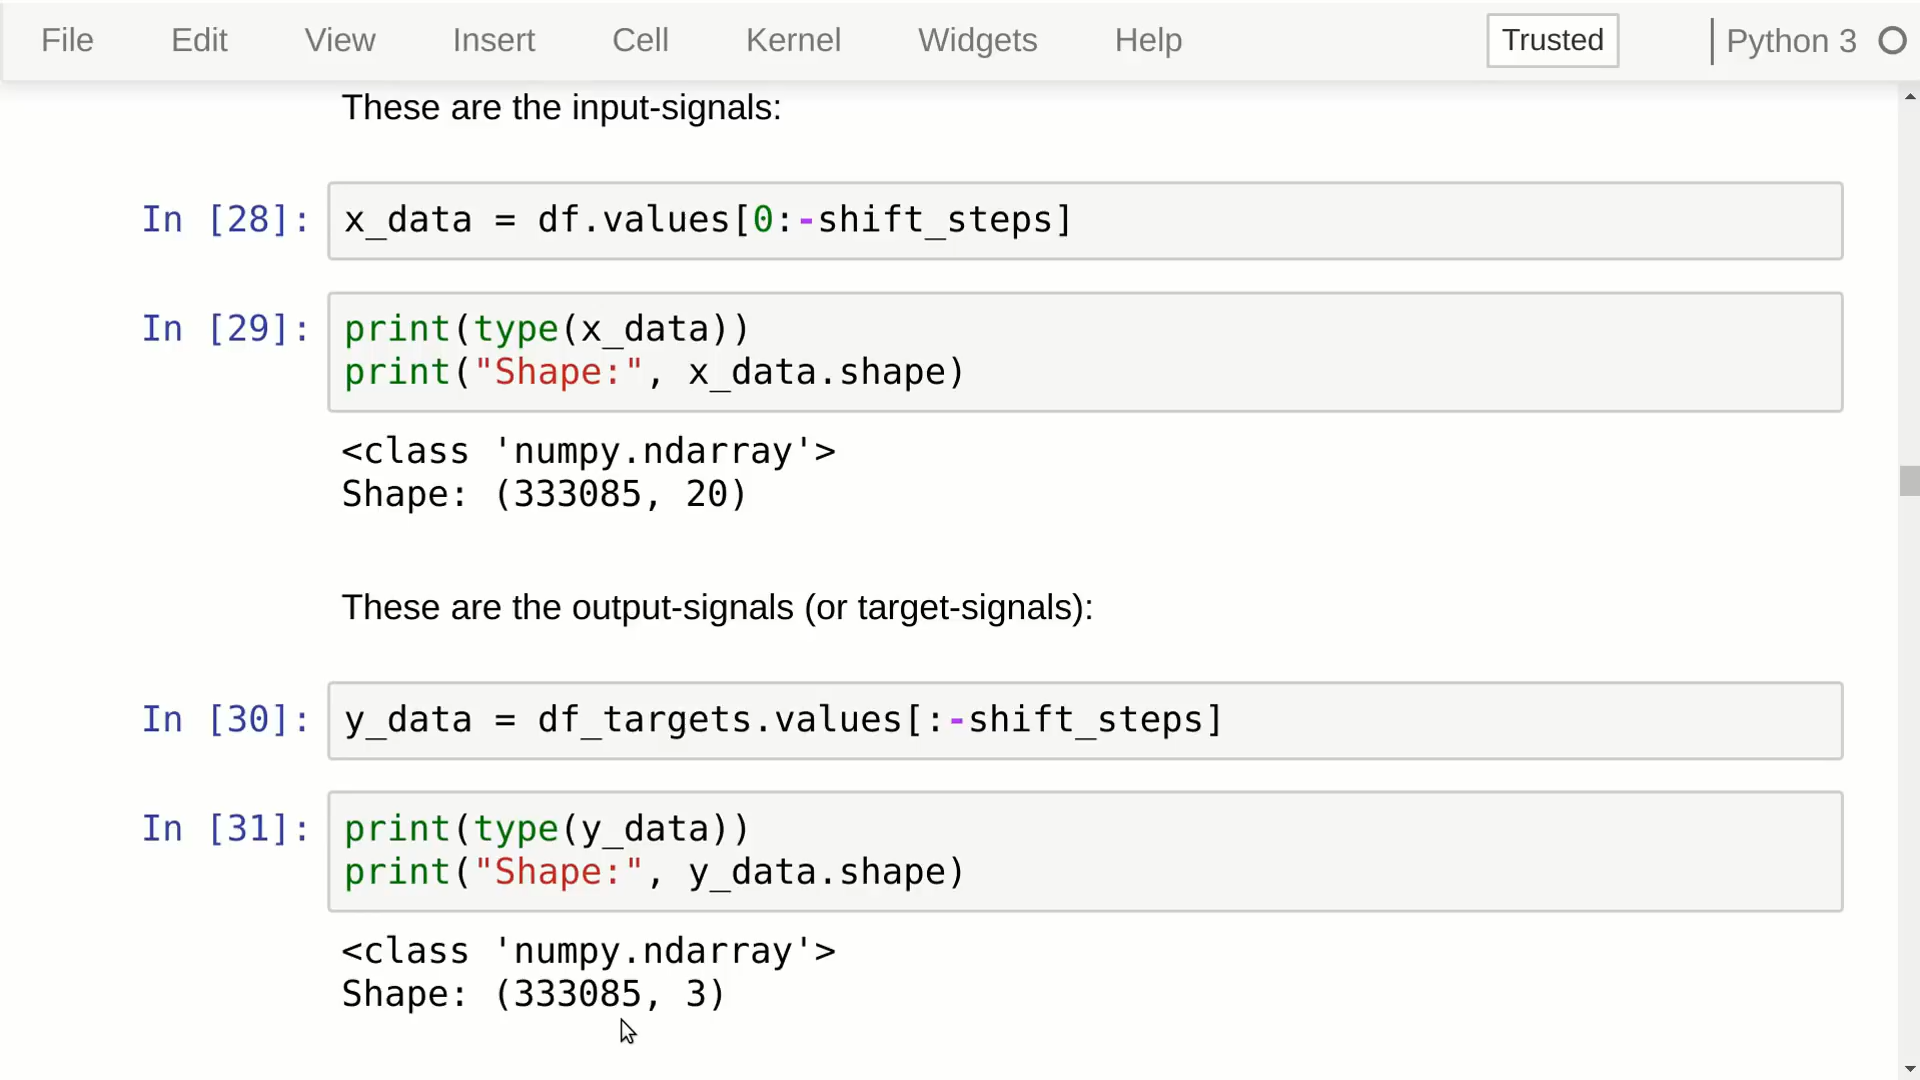 File Edit View Insert Cell Kernel Widgets Help Trusted Python 3
These are the input-signals:
In [28]: x_data = df.values[0:-shift_steps]
In [29]: print(type(x_data))
print("Shape:", x_data.shape)
<class 'numpy.ndarray'>
Shape: (333085, 20)
These are the output-signals (or target-signals):
In [30]: y_data = df_targets.values[:-shift_steps]
In [31]: print(type(y_data))
print("Shape:", y_data.shape)
<class 'numpy.ndarray'>
Shape: (333085, 3)